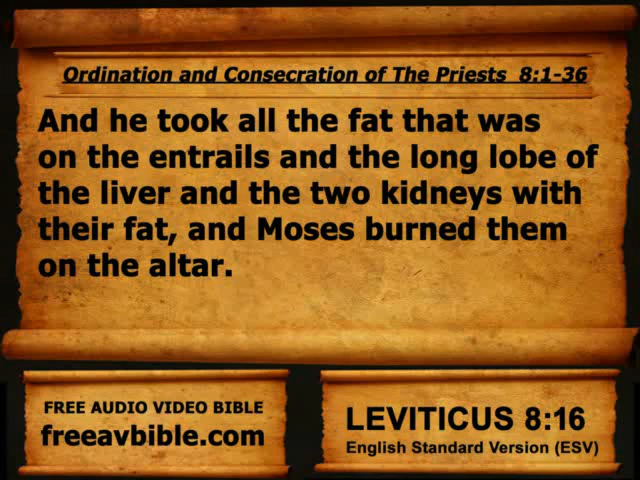 Ordination and Consecration of The Priests 8:1-36
And he took all the fat that was
on the entrails and the long lobe of
the liver and the two kidneys with
their fat, and Moses burned them
on the altar.
FREE AUDIO VIDEO BIBLE
freeavbible.com
LEVITICUS 8:16
English Standard Version (ESV)